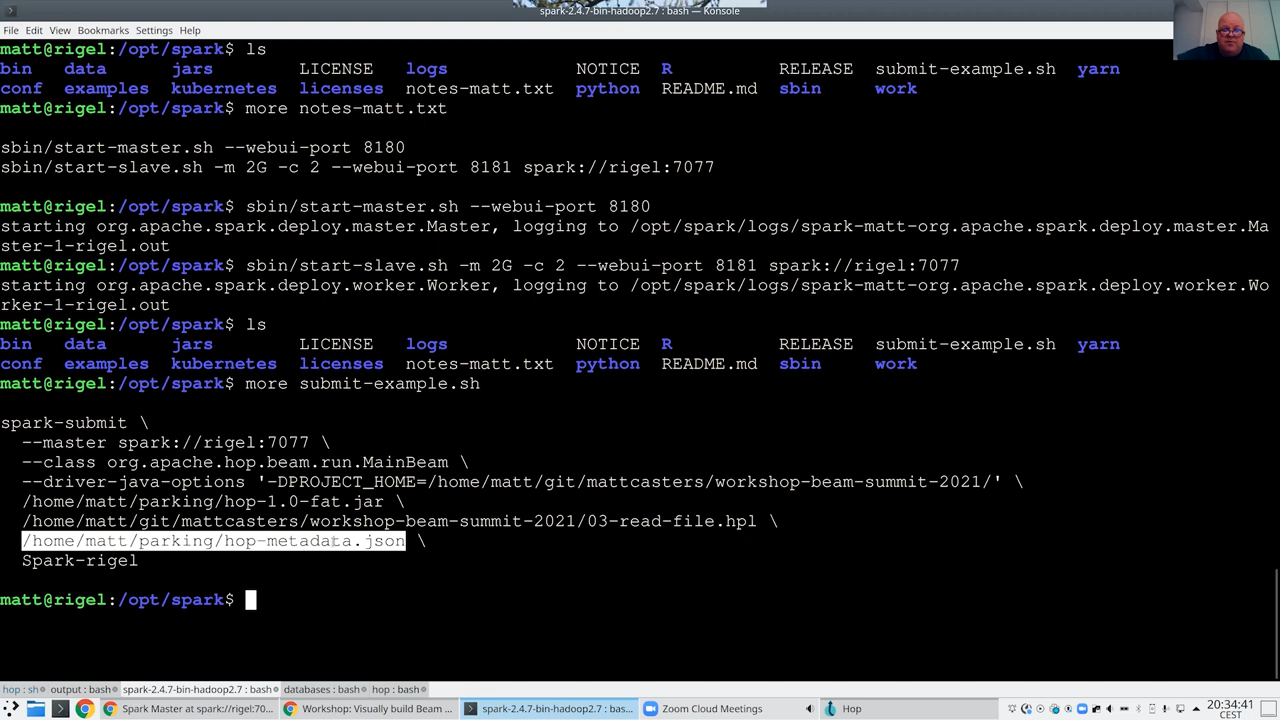 spark-2.4.7-bin-hadoop2.7 : bash — Konsole
File Edit View Bookmarks Settings Help
matt@rigel:/opt/spark$ ls
bin data jars LICENSE logs NOTICE R RELEASE submit-example.sh yarn
conf examples kubernetes licenses notes-matt.txt python README.md sbin work
matt@rigel:/opt/spark$ more notes-matt.txt
sbin/start-master.sh --webui-port 8180
sbin/start-slave.sh -m 2G -c 2 --webui-port 8181 spark://rigel:7077
matt@rigel:/opt/spark$ sbin/start-master.sh --webui-port 8180
starting org.apache.spark.deploy.master.Master, logging to /opt/spark/logs/spark-matt-org.apache.spark.deploy.master.Ma
ster-1-rigel.out
matt@rigel:/opt/spark$ sbin/start-slave.sh -m 2G -c 2 --webui-port 8181 spark://rigel:7077
starting org.apache.spark.deploy.worker.Worker, logging to /opt/spark/logs/spark-matt-org.apache.spark.deploy.worker.Wo
rker-1-rigel.out
matt@rigel:/opt/spark$ ls
bin data jars LICENSE logs NOTICE R RELEASE submit-example.sh yarn
conf examples kubernetes licenses notes-matt.txt python README.md sbin work
matt@rigel:/opt/spark$ more submit-example.sh
spark-submit \
--master spark://rigel:7077 \
--class org.apache.hop.beam.run.MainBeam \
--driver-java-options '-DPROJECT_HOME=/home/matt/git/mattcasters/workshop-beam-summit-2021/' \
/home/matt/parking/hop-1.0-fat.jar \
/home/matt/git/mattcasters/workshop-beam-summit-2021/03-read-file.hpl \
/home/matt/parking/hop-metadata.json \
Spark-rigel
matt@rigel:/opt/spark$
hop : sh output : bash spark-2.4.7-bin-hadoop2.7 : bash databases : bash hop : bash
Spark Master at spark://rigel:70... Workshop: Visually build Beam ... spark-2.4.7-bin-hadoop2.7 : bas... Zoom Cloud Meetings Hop 20:34:41
CEST